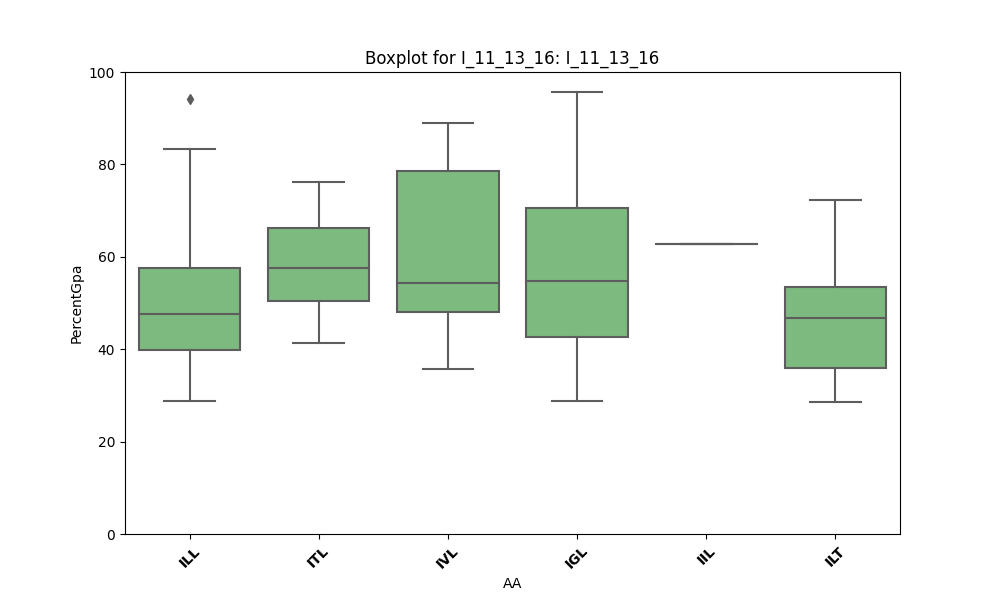 Boxplot for I_11_13_16: I_11_13_16
100
80
60
40
20
0
PercentGpa
ILL
ITL
IVL
IGL
IIL
ILT
AA